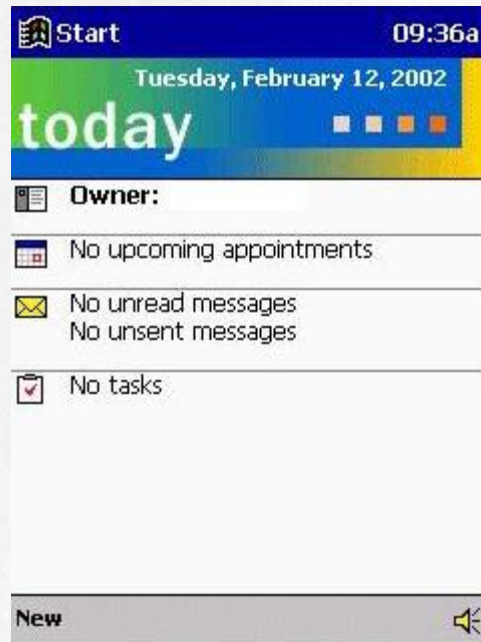 Start 09:36a
Tuesday, February 12, 2002
today
Owner:
No upcoming appointments
No unread messages
No unsent messages
No tasks
New